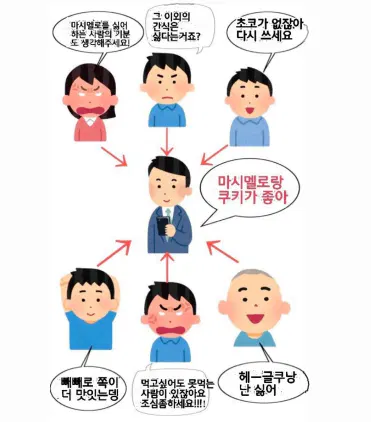 마시멜로를 싫어
하는 사람의 기분
도 생각해주세요!
그 이외의
간식은
싫다는거죠?
초코가 없잖아
다시 쓰세요
마시멜로랑
쿠키가 좋아
빼빼로 쪽이
더 맛잇는뎅
먹고싶어도 못먹는
사람이 있잖아요
조심좀하세요!!!!
헤ㅡ글쿠낭
난 싫어